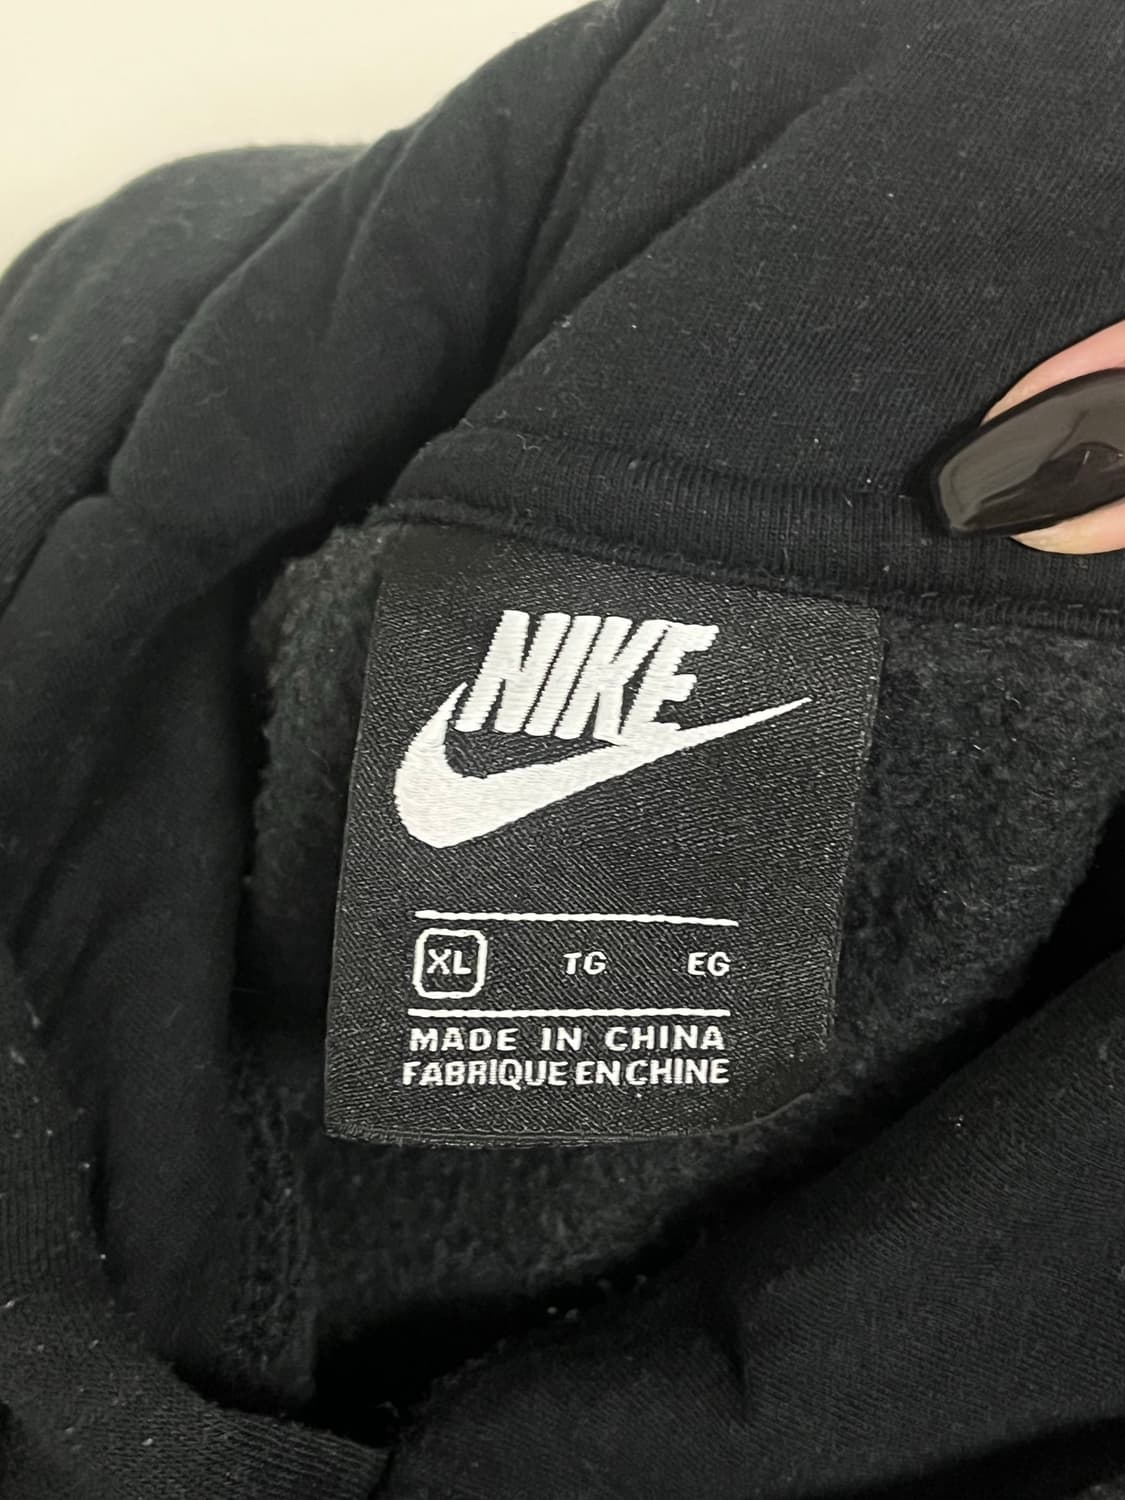 NIKE
XL TG EG
MADE IN CHINA
FABRIQUE EN CHINE